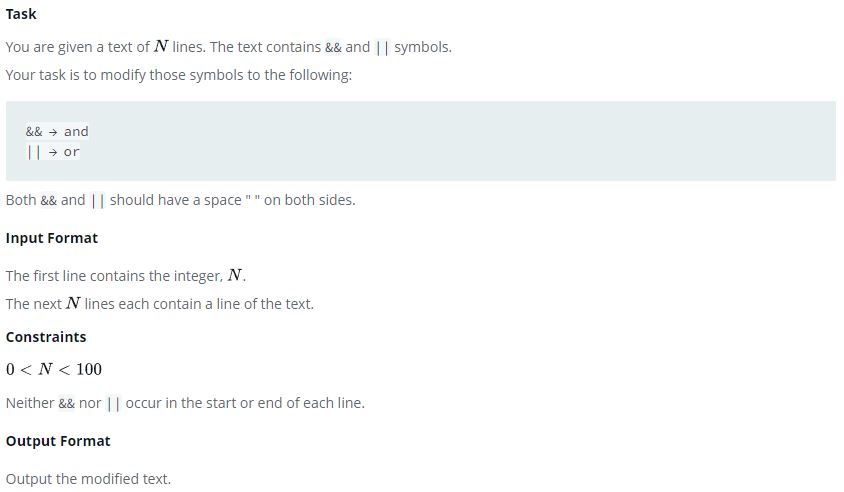 Task
You are given a text of N lines. The text contains && and || symbols.
Your task is to modify those symbols to the following:
&& → and
|| → or
Both && and || should have a space " " on both sides.
Input Format
The first line contains the integer, N.
The next N lines each contain a line of the text.
Constraints
0 < N < 100
Neither && nor || occur in the start or end of each line.
Output Format
Output the modified text.